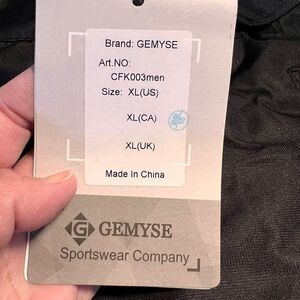 Brand: GEMYSE
Art.NO:
CFK003men
Size: XL(US)
XL(CA)
XL(UK)
Made In China
G GEMYSE
Sportswear Company